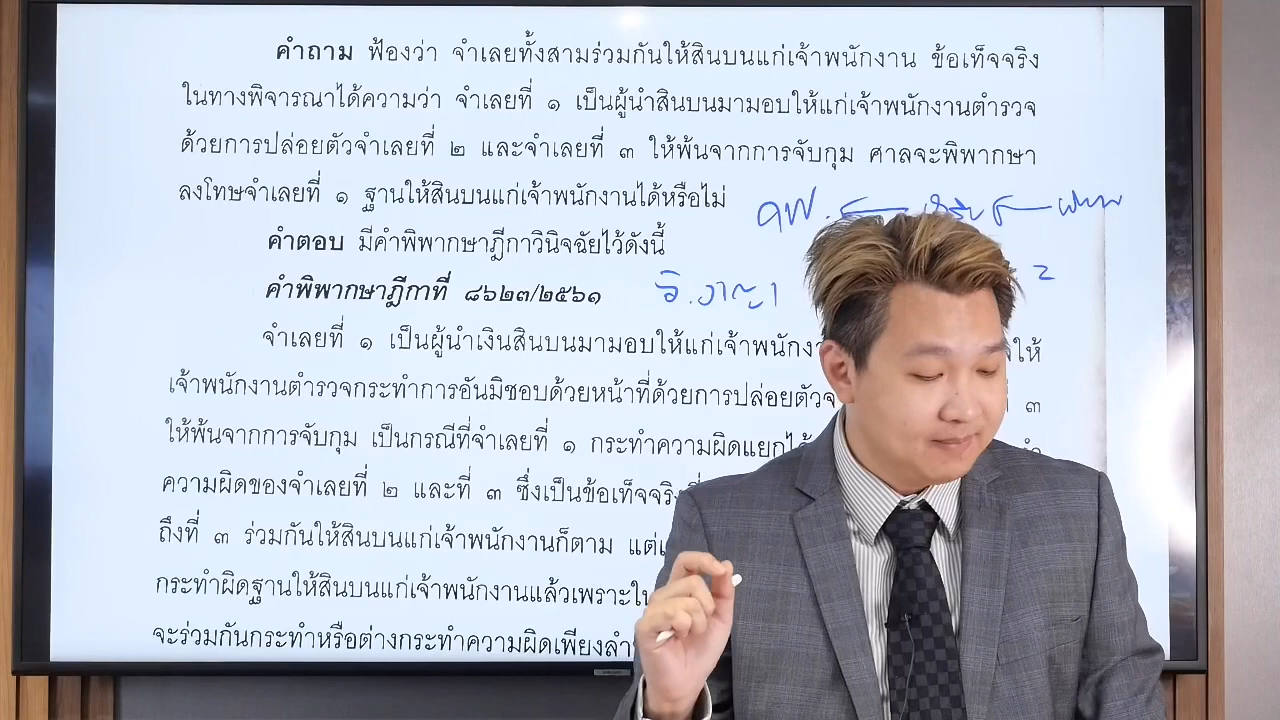 คำถาม ฟ้องว่า จำเลยทั้งสามร่วมกันให้สินบนแก่เจ้าพนักงาน ข้อเท็จจริง
ในทางพิจารณาได้ความว่า จำเลยที่ ๑ เป็นผู้นำสินบนมามอบให้แก่เจ้าพนักงานตำรวจ
ด้วยการปล่อยตัวจำเลยที่ ๒ และจำเลยที่ ๓ ให้พ้นจากการจับกุม ศาลจะพิพากษา
ลงโทษจำเลยที่ ๑ ฐานให้สินบนแก่เจ้าพนักงานได้หรือไม่
คำตอบ มีคำพิพากษาฎีกาวินิจฉัยไว้ดังนี้
คำพิพากษาฎีกาที่ ๘๖๒๓/๒๕๖๑ วิ.อาญา 2
จำเลยที่ ๑ เป็นผู้นำเงินสินบนมามอบให้แก่เจ้าพนักง ให้
เจ้าพนักงานตำรวจกระทำการอันมิชอบด้วยหน้าที่ด้วยการปล่อยตัวจ ๓
ให้พ้นจากการจับกุม เป็นกรณีที่จำเลยที่ ๑ กระทำความผิดแยกได้
ความผิดของจำเลยที่ ๒ และที่ ๓ ซึ่งเป็นข้อเท็จจริง
ถึงที่ ๓ ร่วมกันให้สินบนแก่เจ้าพนักงานก็ตาม แต่
กระทำผิดฐานให้สินบนแก่เจ้าพนักงานแล้วเพราะใน
จะร่วมกันกระทำหรือต่างกระทำความผิดเพียงลำ